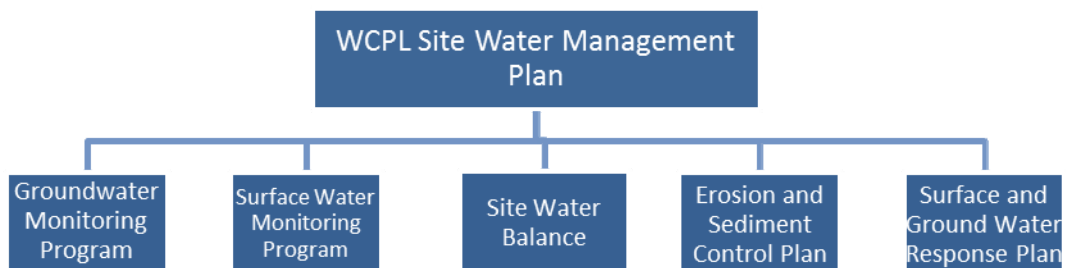 WCPL Site Water Management
Plan
Groundwater
Monitoring
Program
Surface Water
Monitoring
Program
Site Water
Balance
Erosion and
Sediment
Control Plan
Surface and
Ground Water
Response Plan